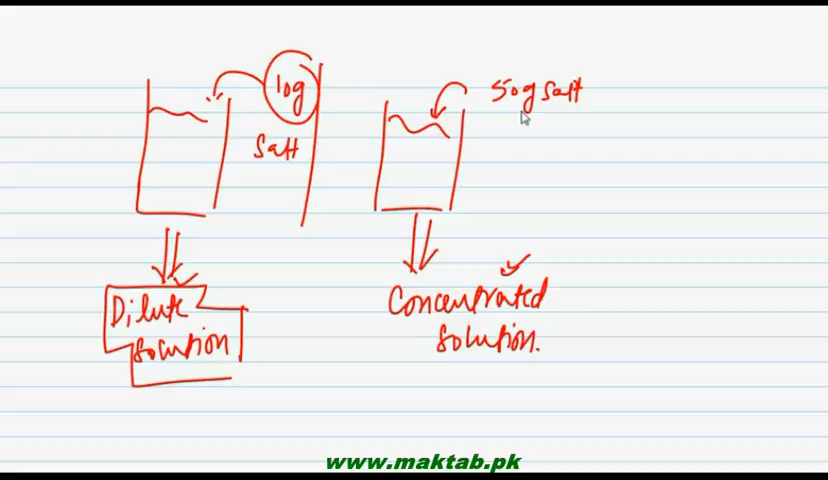 10g
Salt
50g Salt
Dilute
solution
Concentrated
solution.
www.maktab.pk